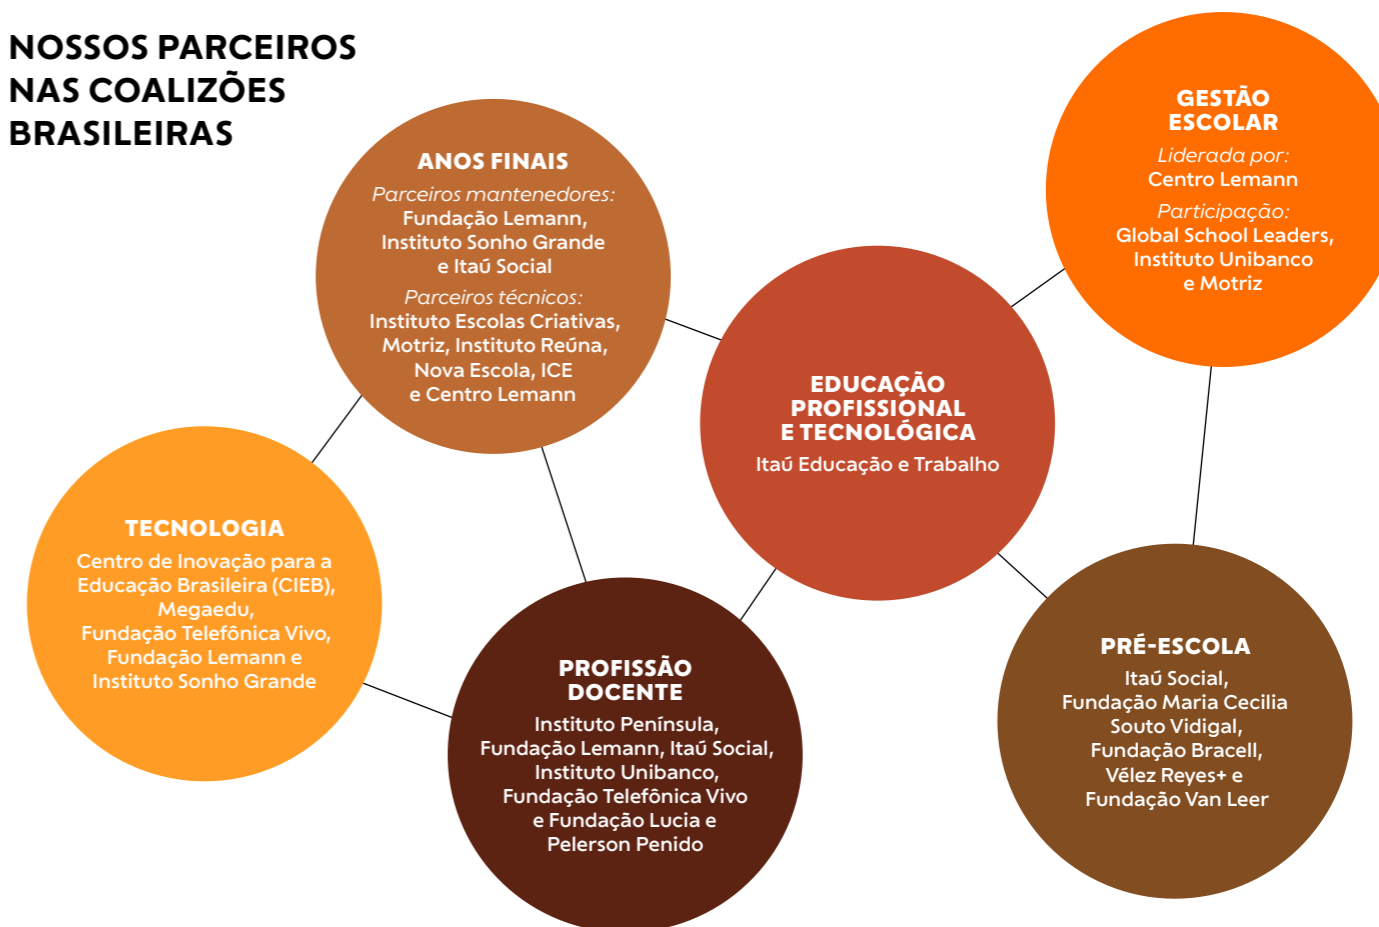 NOSSOS PARCEIROS
NAS COALIZÕES
BRASILEIRAS
ANOS FINAIS
Parceiros mantenedores:
Fundação Lemann,
Instituto Sonho Grande
e Itaú Social
Parceiros técnicos:
Instituto Escolas Criativas,
Motriz, Instituto Reúna,
Nova Escola, ICE
e Centro Lemann
GESTÃO
ESCOLAR
Liderada por:
Centro Lemann
Participação:
Global School Leaders,
Instituto Unibanco
e Motriz
EDUCAÇÃO
PROFISSIONAL
E TECNOLÓGICA
Itaú Educação e Trabalho
TECNOLOGIA
Centro de Inovação para a
Educação Brasileira (CIEB),
Megaedu,
Fundação Telefônica Vivo,
Fundação Lemann e
Instituto Sonho Grande
PROFISSÃO
DOCENTE
Instituto Península,
Fundação Lemann, Itaú Social,
Instituto Unibanco,
Fundação Telefônica Vivo
e Fundação Lucia e
Pelerson Penido
PRÉ-ESCOLA
Itaú Social,
Fundação Maria Cecilia
Souto Vidigal,
Fundação Bracell,
Vélez Reyes+ e
Fundação Van Leer